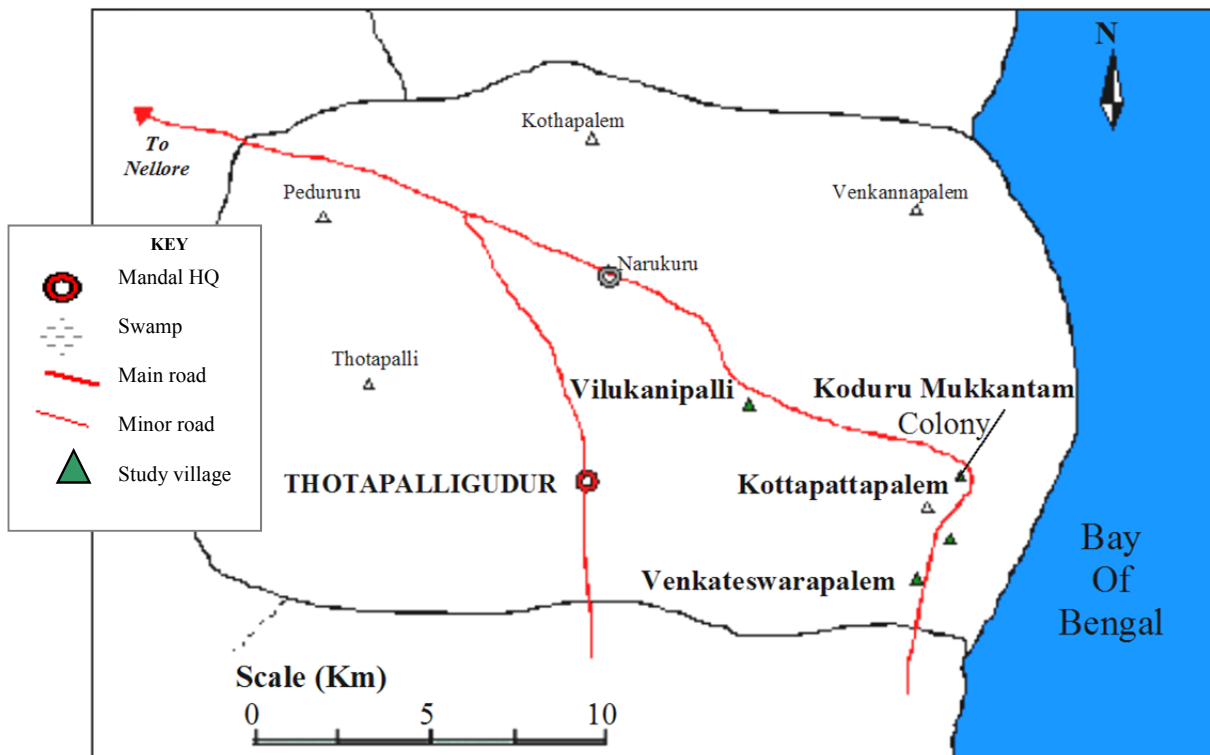 N
Kothapalem
To
Nellore
Pedururu
Venkannapalem
KEY
Mandal HQ
Swamp
Main road
Minor road
Study village
Narukuru
Thotapalli
Vilukanipalli
Koduru Mukkantam
Colony
THOTAPALLIGUDUR
Kottapattapalem
Venkateswarapalem
Bay
Of
Bengal
Scale (Km)
0 5 10